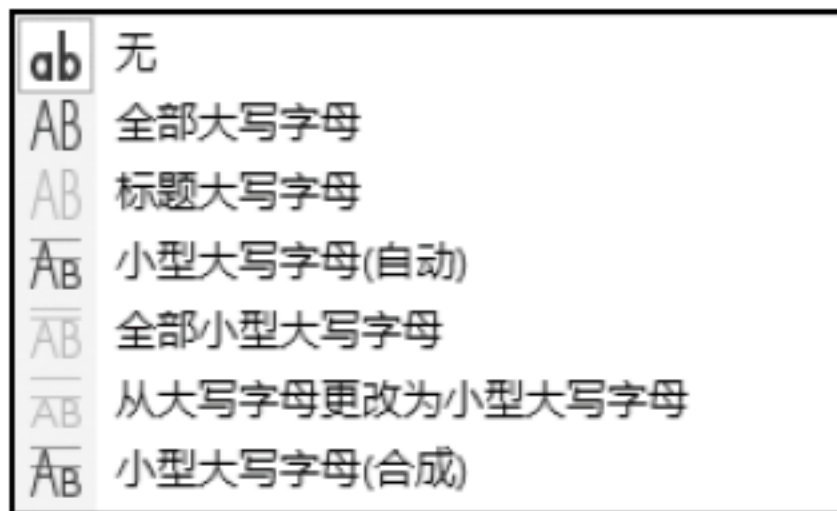 ab 无
AB 全部大写字母
AB 标题大写字母
AB 小型大写字母(自动)
AB 全部小型大写字母
AB 从大写字母更改为小型大写字母
AB 小型大写字母(合成)